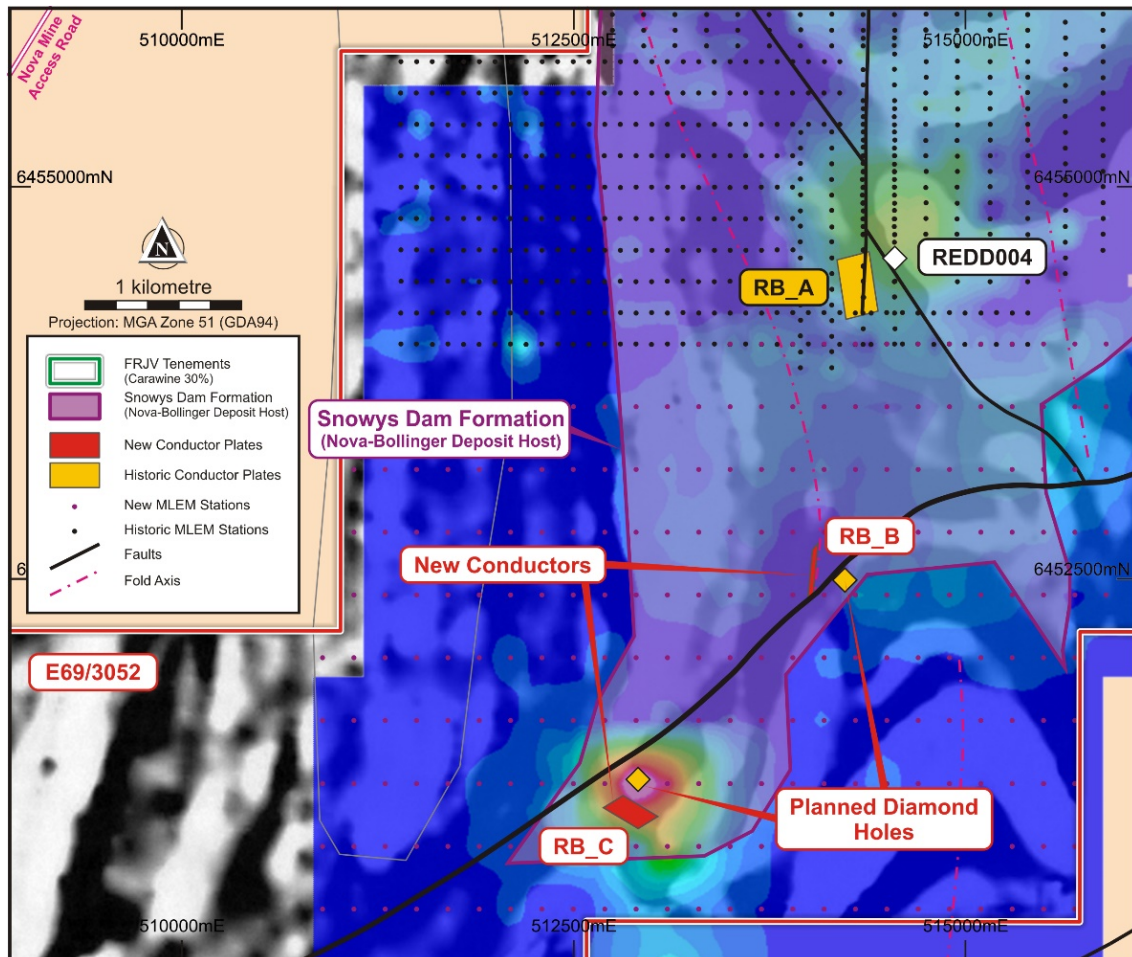 510000mE
512500mE
515000mE
Nova Mine
Access Road
6455000mN
6455000mN
N
1 kilometre
Projection: MGA Zone 51 (GDA94)
REDD004
RB_A
FRJV Tenements
(Carawine 30%)
Snowys Dam Formation
(Nova-Bollinger Deposit Host)
New Conductor Plates
Historic Conductor Plates
New MLEM Stations
Historic MLEM Stations
Faults
Fold Axis
Snowys Dam Formation
(Nova-Bollinger Deposit Host)
RB_B
New Conductors
6
6452500mN
E69/3052
Planned Diamond
Holes
RB_C
510000mE
512500mE
515000mE